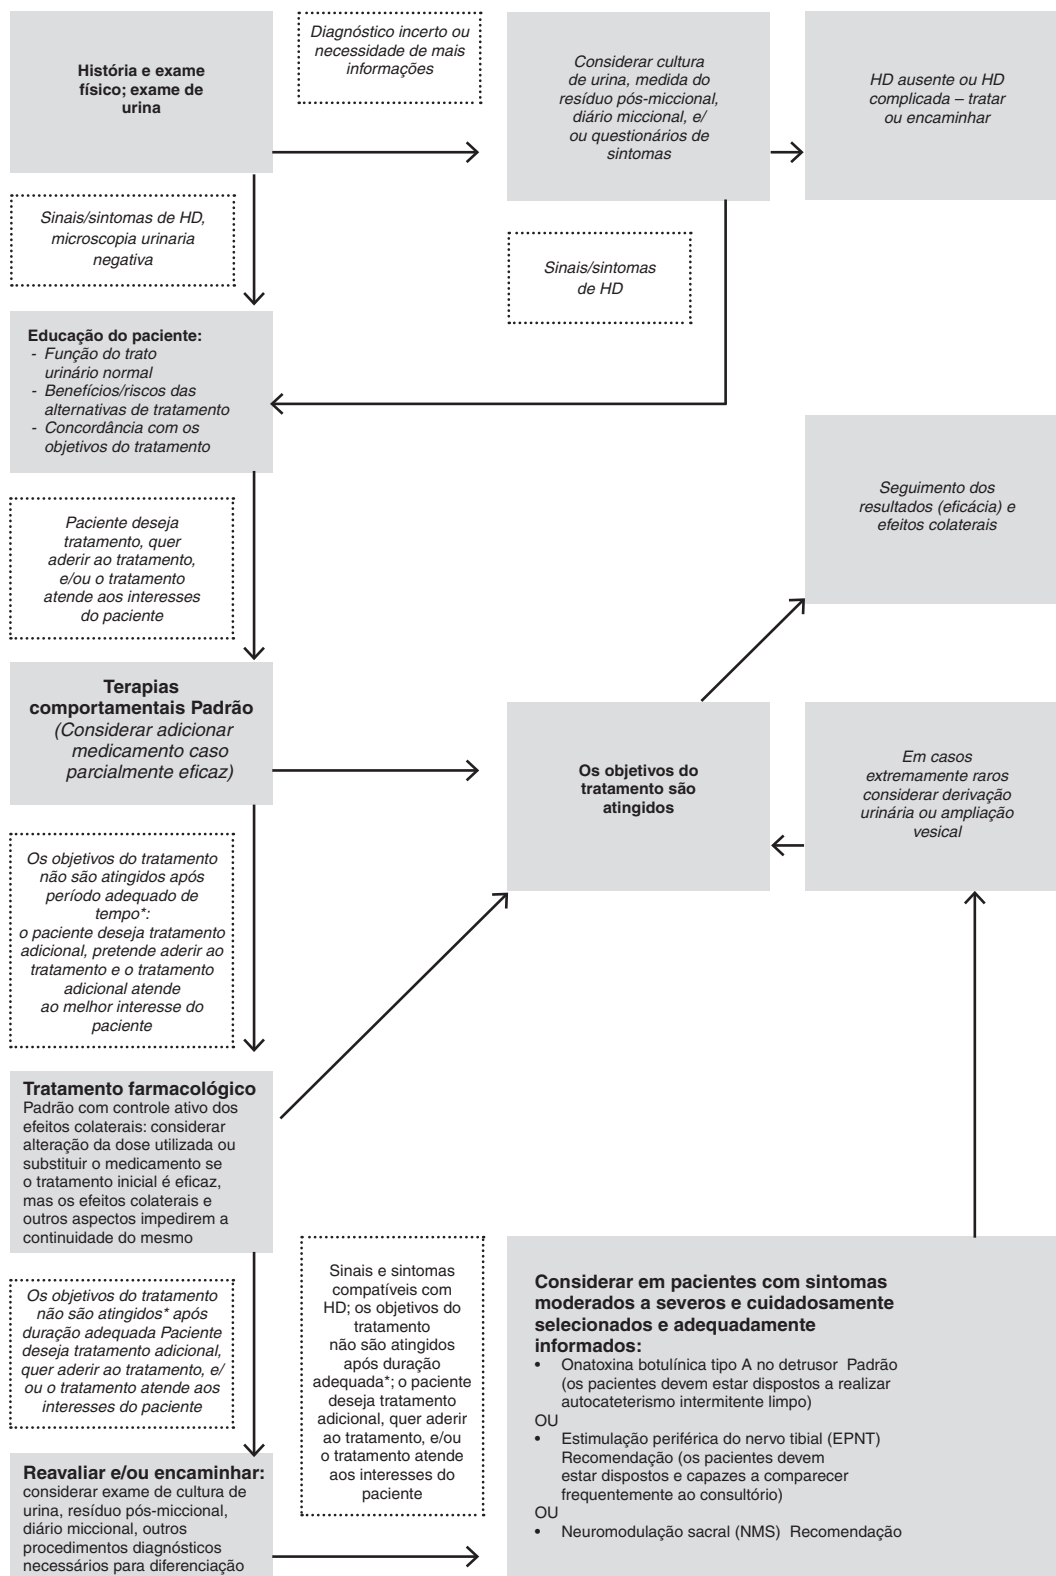 História e exame
físico; exame de
urina
Diagnóstico incerto ou
necessidade de mais
informações
Considerar cultura
de urina, medida do
resíduo pós-miccional,
diário miccional, e/
ou questionários de
sintomas
HD ausente ou HD
complicada – tratar
ou encaminhar
Sinais/sintomas de HD,
microscopia urinaria
negativa
Sinais/sintomas
de HD
Educação do paciente:
- Função do trato
urinário normal
- Benefícios/riscos das
alternativas de tratamento
- Concordância com os
objetivos do tratamento
Paciente deseja
tratamento, quer
aderir ao tratamento,
e/ou o tratamento
atende aos interesses
do paciente
Seguimento dos
resultados (eficácia) e
efeitos colaterais
Terapias
comportamentais Padrão
(Considerar adicionar
medicamento caso
parcialmente eficaz)
Os objetivos do
tratamento são
atingidos
Em casos
extremamente raros
considerar derivação
urinária ou ampliação
vesical
Os objetivos do tratamento
não são atingidos após
período adequado de
tempo*:
o paciente deseja tratamento
adicional, pretende aderir ao
tratamento e o tratamento
adicional atende
ao melhor interesse do
paciente
Tratamento farmacológico
Padrão com controle ativo dos
efeitos colaterais: considerar
alteração da dose utilizada ou
substituir o medicamento se
o tratamento inicial é eficaz,
mas os efeitos colaterais e
outros aspectos impedirem a
continuidade do mesmo
Os objetivos do tratamento
não são atingidos* após
duração adequada Paciente
deseja tratamento adicional,
quer aderir ao tratamento, e/
ou o tratamento atende aos
interesses do paciente
Sinais e sintomas
compatíveis com
HD; os objetivos do
tratamento
não são atingidos
após duração
adequada*; o paciente
deseja tratamento
adicional, quer aderir
ao tratamento, e/ou
o tratamento atende
aos interesses do
paciente
Considerar em pacientes com sintomas
moderados a severos e cuidadosamente
selecionados e adequadamente
informados:
• Onatoxina botulínica tipo A no detrusor Padrão
(os pacientes devem estar dispostos a realizar
autocateterismo intermitente limpo)
OU
• Estimulação periférica do nervo tibial (EPNT)
Recomendação (os pacientes devem
estar dispostos e capazes a comparecer
frequentemente ao consultório)
OU
• Neuromodulação sacral (NMS) Recomendação
Reavaliar e/ou encaminhar:
considerar exame de cultura de
urina, resíduo pós-miccional,
diário miccional, outros
procedimentos diagnósticos
necessários para diferenciação